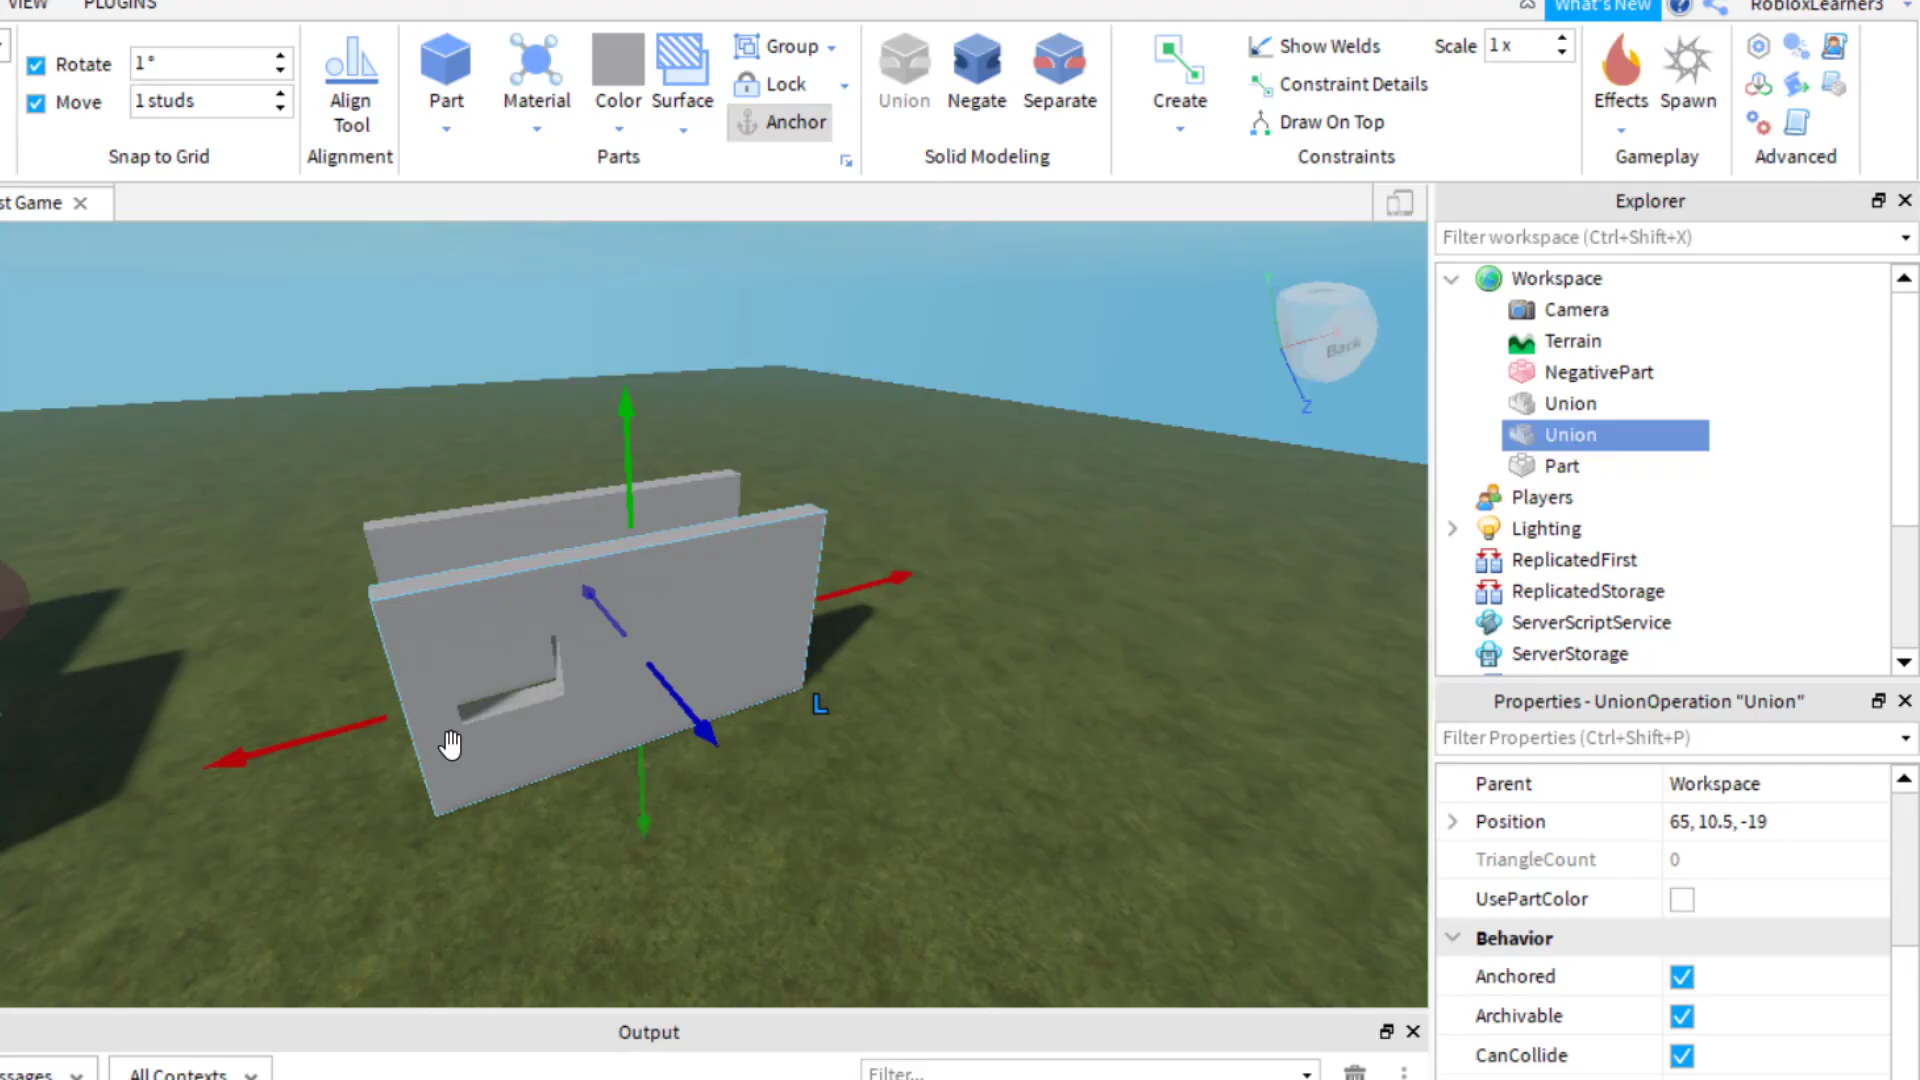 VIEW PLUGINS
What's New RobloxLearner3
Rotate 1°
Move 1 studs
Snap to Grid
Align
Tool
Alignment
Part Material Color Surface
Group
Lock
Anchor
Parts
Union Negate Separate
Solid Modeling
Create
Show Welds Scale 1 x
Constraint Details
Draw On Top
Constraints
Effects Spawn
Gameplay
Advanced
st Game
Back
Z
L
Explorer
Filter workspace (Ctrl+Shift+X)
Workspace
Camera
Terrain
NegativePart
Union
Union
Part
Players
Lighting
ReplicatedFirst
ReplicatedStorage
ServerScriptService
ServerStorage
Properties - UnionOperation "Union"
Filter Properties (Ctrl+Shift+P)
Parent Workspace
Position 65, 10.5, -19
TriangleCount 0
UsePartColor
Behavior
Anchored
Archivable
CanCollide
Output
ssages All Contexts Filter...